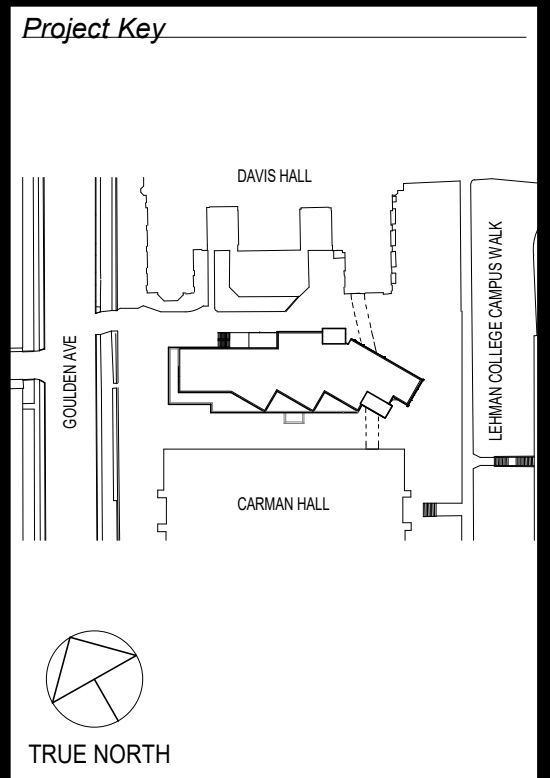 Project Key
DAVIS HALL
LEHMAN COLLEGE CAMPUS WALK
GOULDEN AVE
CARMAN HALL
TRUE NORTH